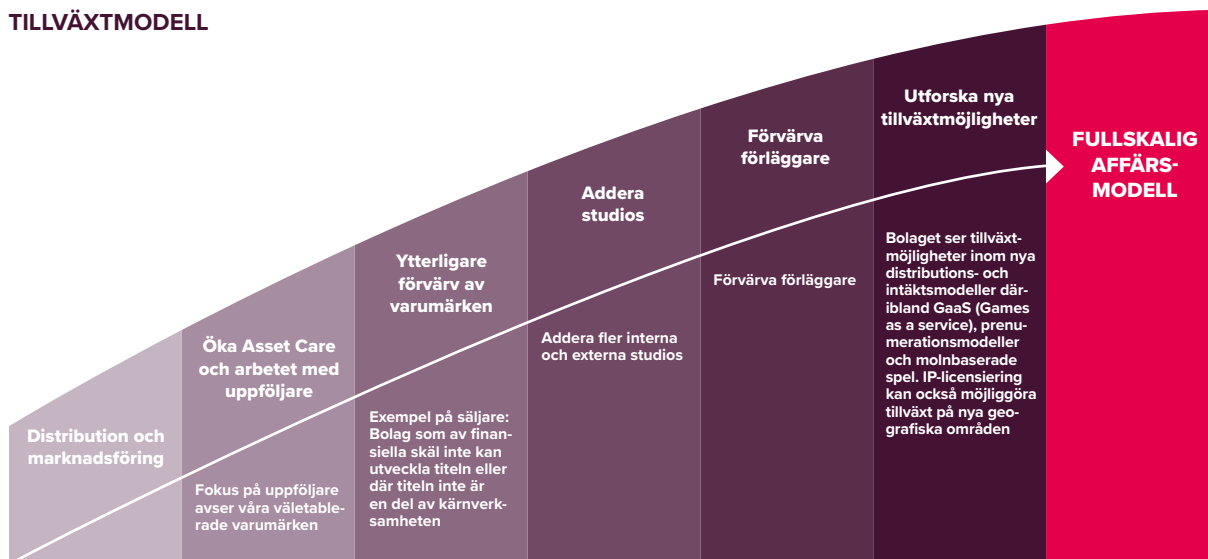 TILLVÄXTMODELL
Distribution och
marknadsföring
Öka Asset Care
och arbetet med
uppföljare
Fokus på uppföljare
avser våra väletable-
rade varumärken
Ytterligare
förvärv av
varumärken
Exempel på säljare:
Bolag som av finan-
siella skäl inte kan
utveckla titeln eller
där titeln inte är
en del av kärnverk-
samheten
Addera
studios
Addera fler interna
och externa studios
Förvärva
förläggare
Förvärva förläggare
Utforska nya
tillväxtmöjligheter
Bolaget ser tillväxt-
möjligheter inom nya
distributions- och
intäktsmodeller där-
ibland GaaS (Games
as a service), prenu-
merationsmodeller
och molnbaserade
spel. IP-licensiering
kan också möjliggöra
tillväxt på nya geo-
grafiska områden
FULLSKALIG
AFFÄRS-
MODELL